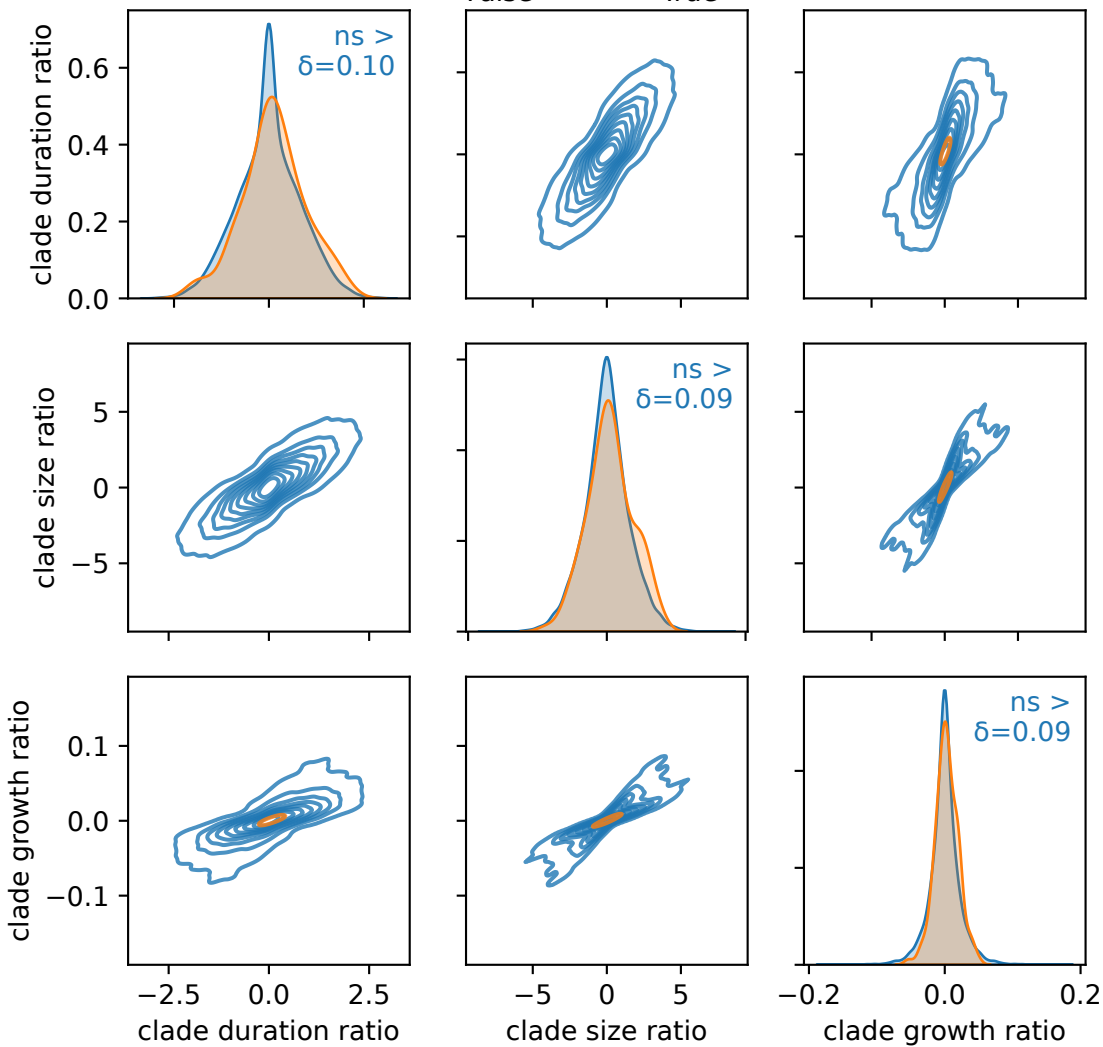 ns >
δ=0.10
clade duration ratio
0.6
0.4
0.2
0.0
ns >
δ=0.09
clade size ratio
5
0
−5
ns >
δ=0.09
clade growth ratio
0.1
0.0
−0.1
−2.5 0.0 2.5
−5 0 5
−0.2 0.0 0.2
clade duration ratio
clade size ratio
clade growth ratio